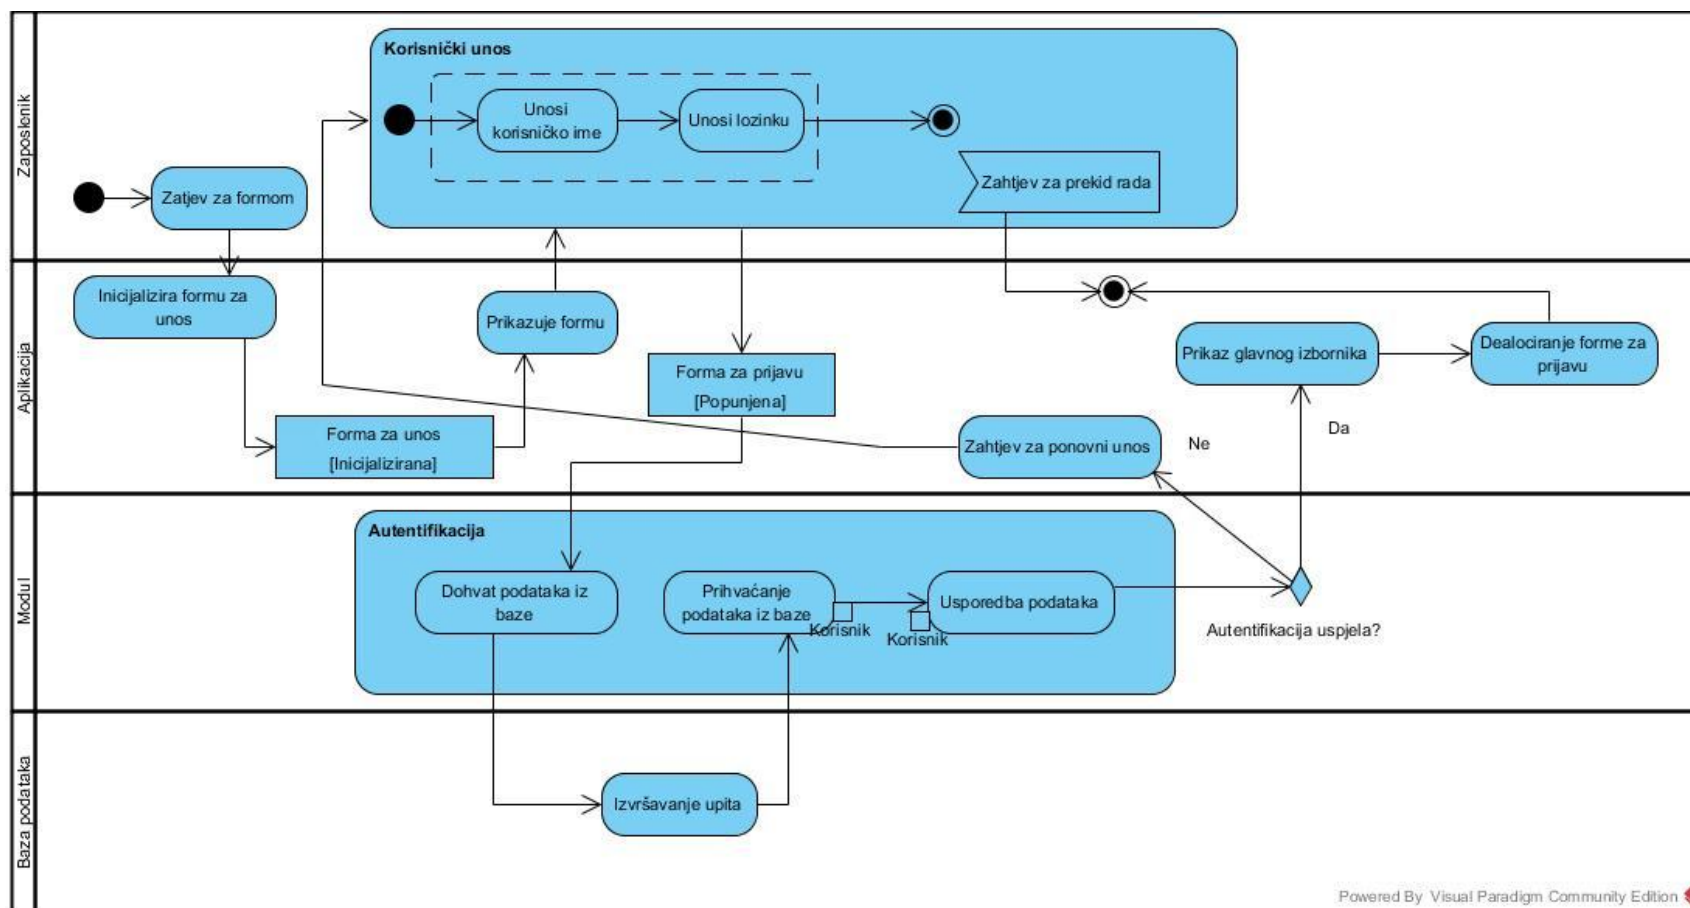 Zaposlenik
Korisnički unos
Unosi
korisničko ime
Unosi lozinku
Zahtjev za prekid rada
Zatjev za formom
Aplikacija
Inicijalizira formu za
unos
Prikazuje formu
Forma za unos
[Inicijalizirana]
Forma za prijavu
[Popunjena]
Prikaz glavnog izbornika
Dealociranje forme za
prijavu
Zahtjev za ponovni unos
Ne
Da
Modul
Autentifikacija
Dohvat podataka iz
baze
Prihvaćanje
podataka iz baze
Korisnik
Korisnik
Usporedba podataka
Autentifikacija uspjela?
Baza podataka
Izvršavanje upita
Powered By Visual Paradigm Community Edition